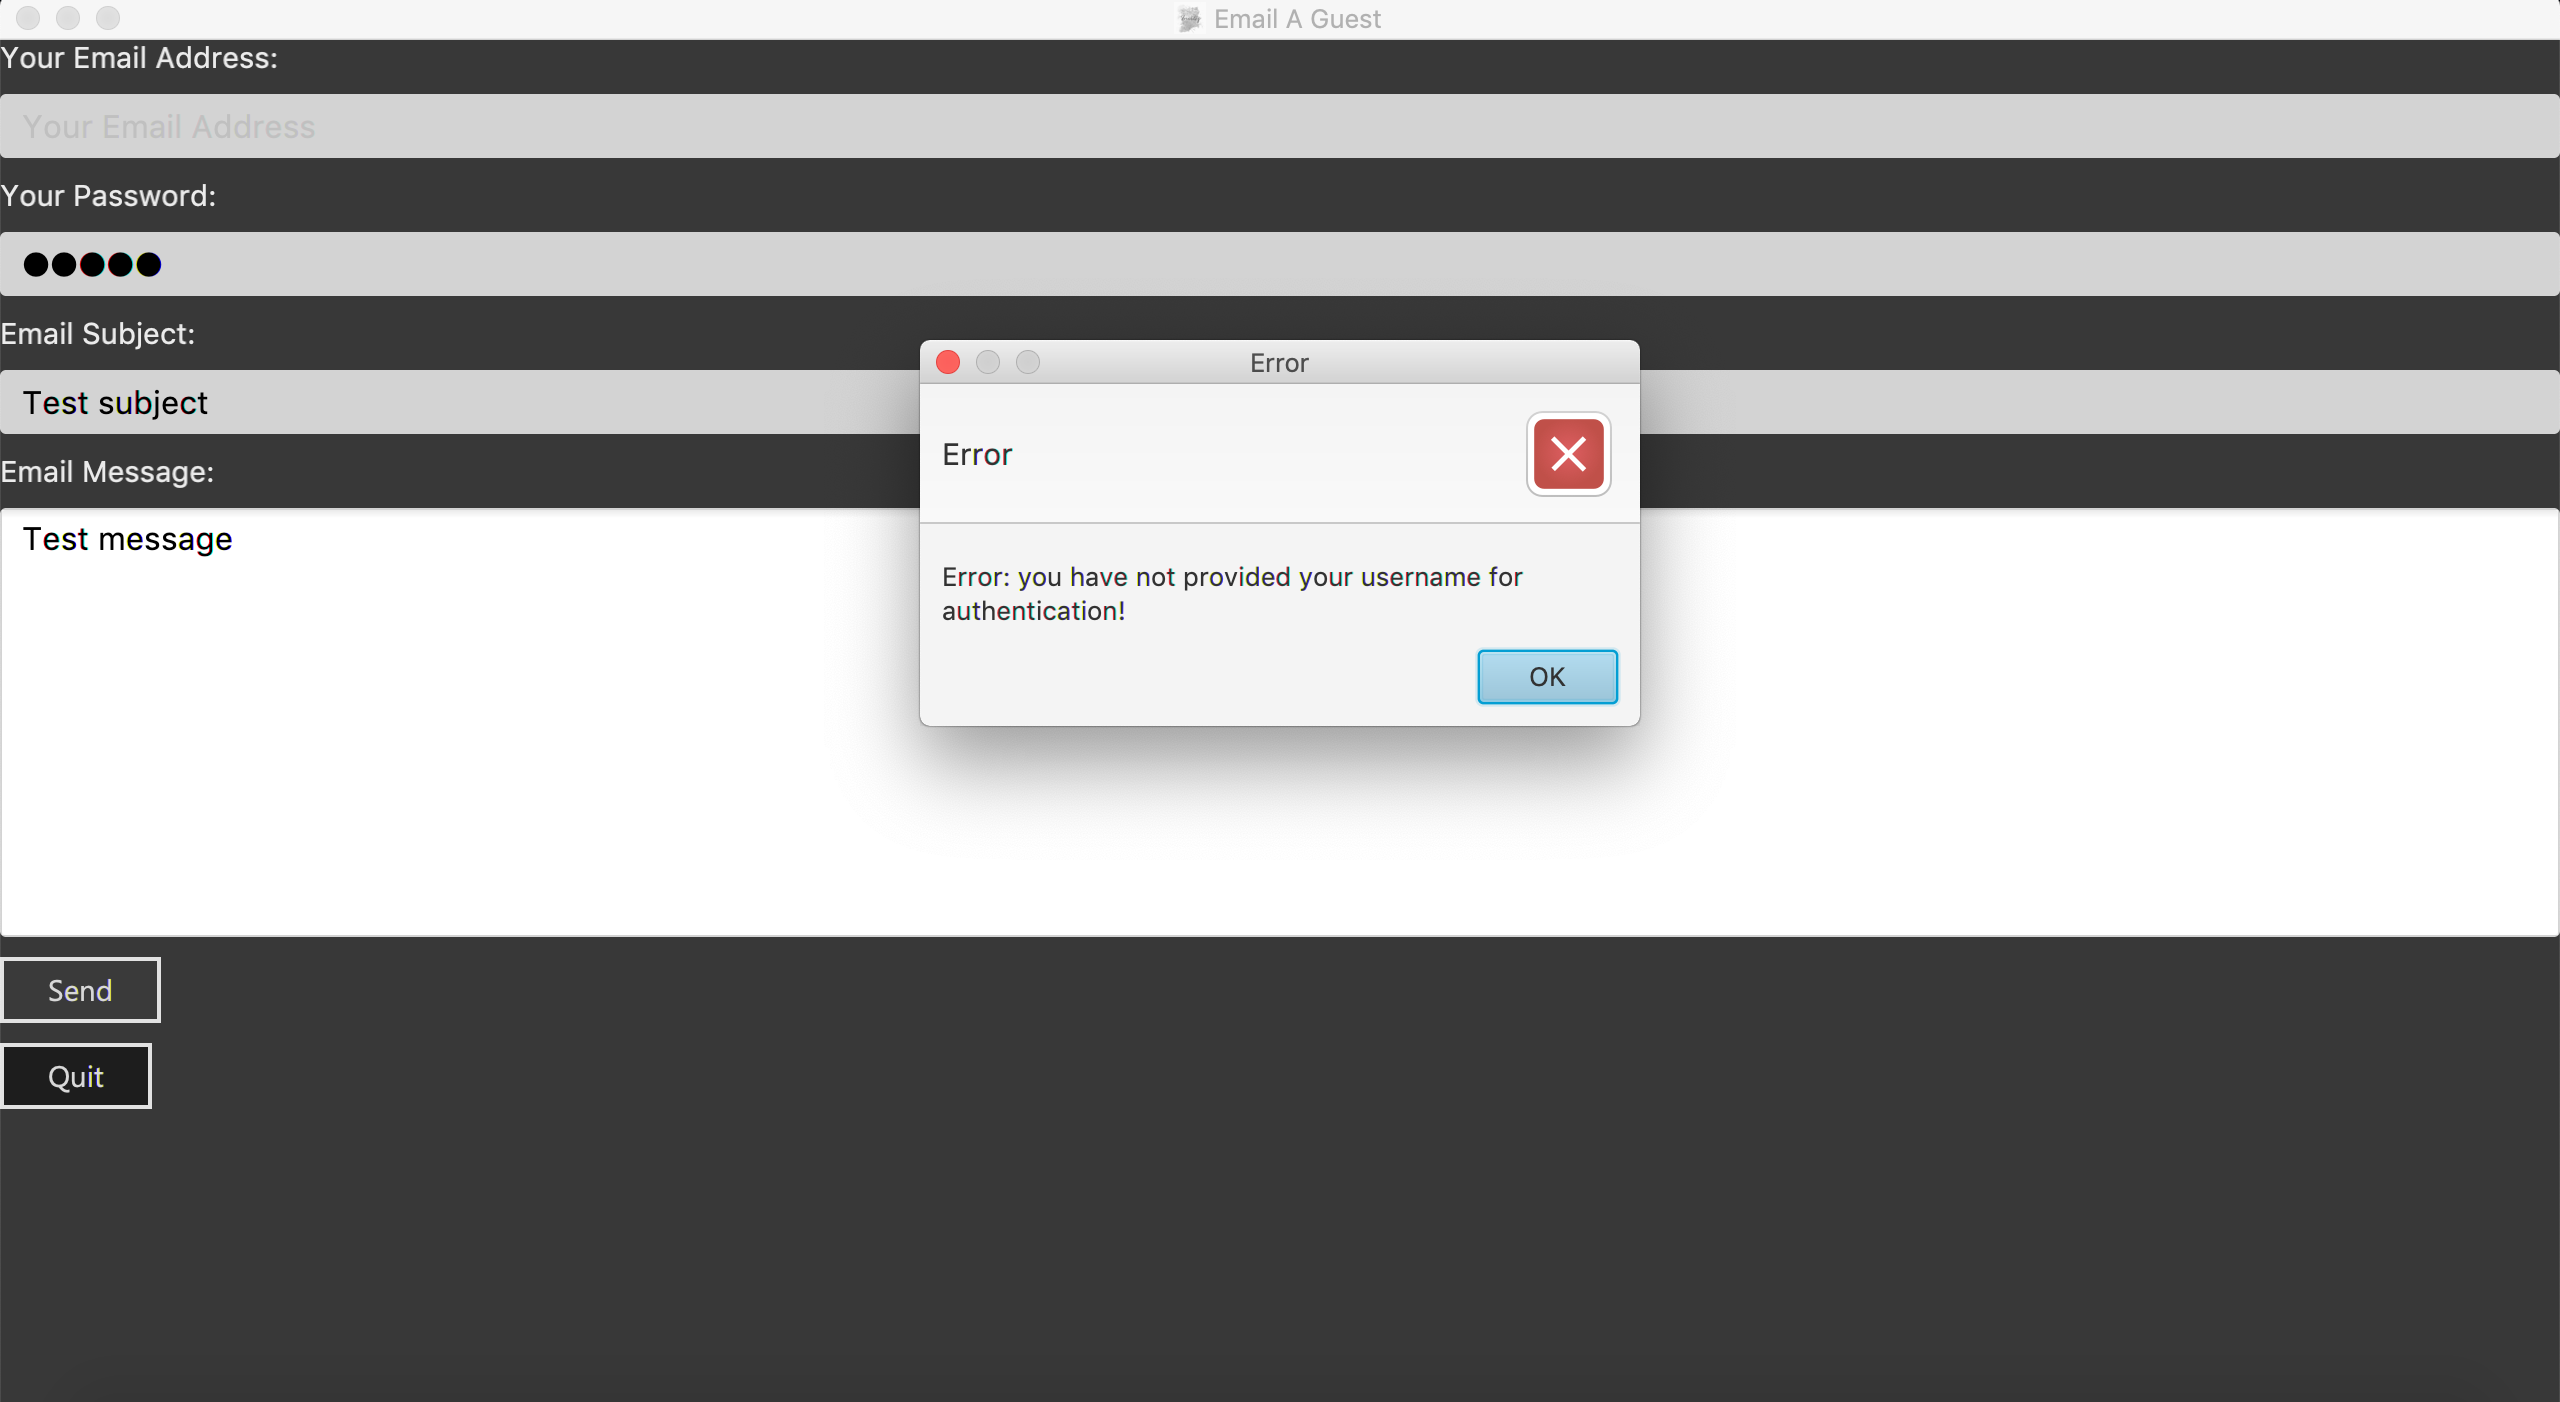 Email A Guest
Your Email Address:
Your Email Address
Your Password:
●●●●●
Email Subject:
Test subject
Email Message:
Test message
Error
Error
Error: you have not provided your username for
authentication!
OK
Send
Quit